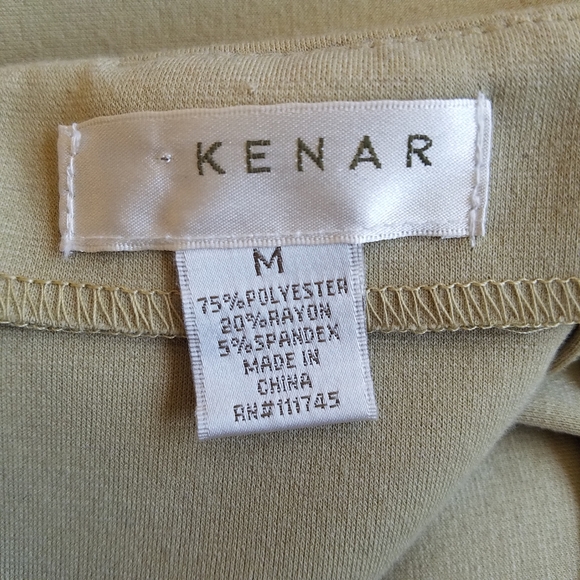 KENAR
M
75%POLYESTER
20%RAYON
5%SPANDEX
MADE IN
CHINA
RN#111745